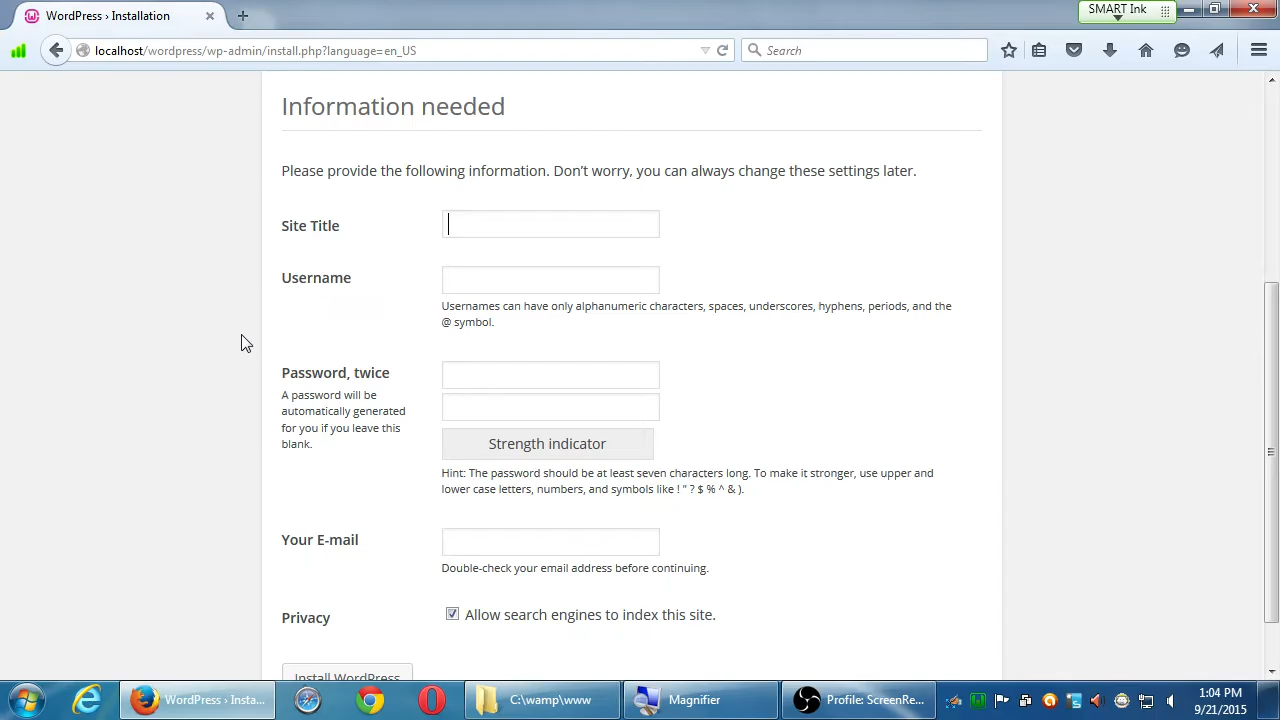 WordPress › Installation
SMART Ink
localhost/wordpress/wp-admin/install.php?language=en_US
Search
Information needed
Please provide the following information. Don’t worry, you can always change these settings later.
Site Title
Username
Usernames can have only alphanumeric characters, spaces, underscores, hyphens, periods, and the
@ symbol.
Password, twice
A password will be
automatically generated
for you if you leave this
blank.
Strength indicator
Hint: The password should be at least seven characters long. To make it stronger, use upper and
lower case letters, numbers, and symbols like ! " ? $ % ^ & ).
Your E-mail
Double-check your email address before continuing.
Privacy
Allow search engines to index this site.
Install WordPress
WordPress › Insta...
C:\wamp\www
Magnifier
Profile: ScreenRe...
1:04 PM
9/21/2015